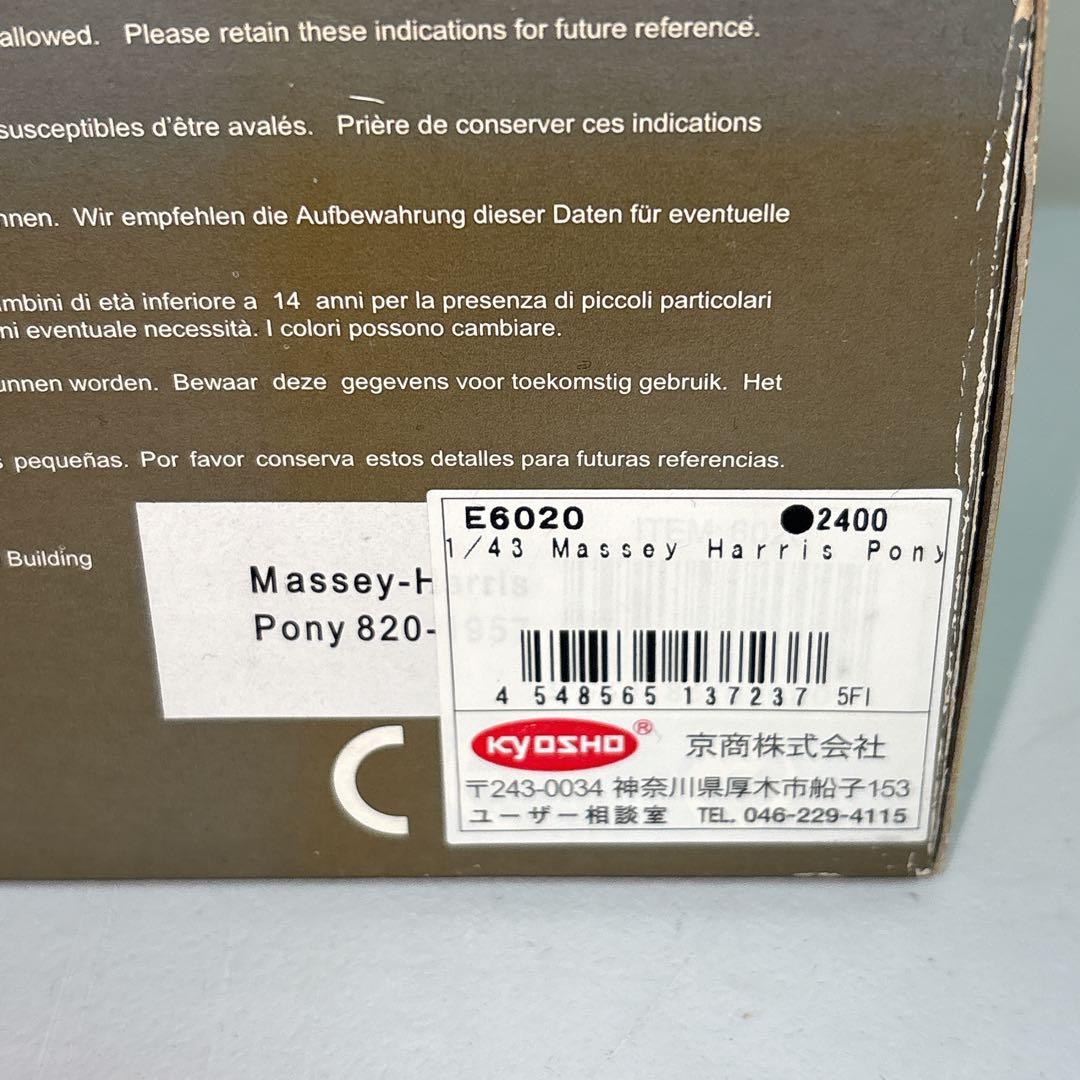 allowed. Please retain these indications for future reference.
susceptibles d'être avalés. Prière de conserver ces indications
nnen. Wir empfehlen die Aufbewahrung dieser Daten für eventuelle
mbini di età inferiore a 14 anni per la presenza di piccoli particolari
ni eventuale necessità. I colori possono cambiare.
unnen worden. Bewaar deze gegevens voor toekomstig gebruik. Het
s pequeñas. Por favor conserva estos detalles para futuras referencias.
Building
Massey-Harris
Pony 820-1957
CE
E6020 ●2400
1/43 Massey Harris Pony
4 548565 137237 5FI
KYOSHO® 京商株式会社
〒243-0034 神奈川県厚木市船子153
ユーザー相談室 TEL. 046-229-4115